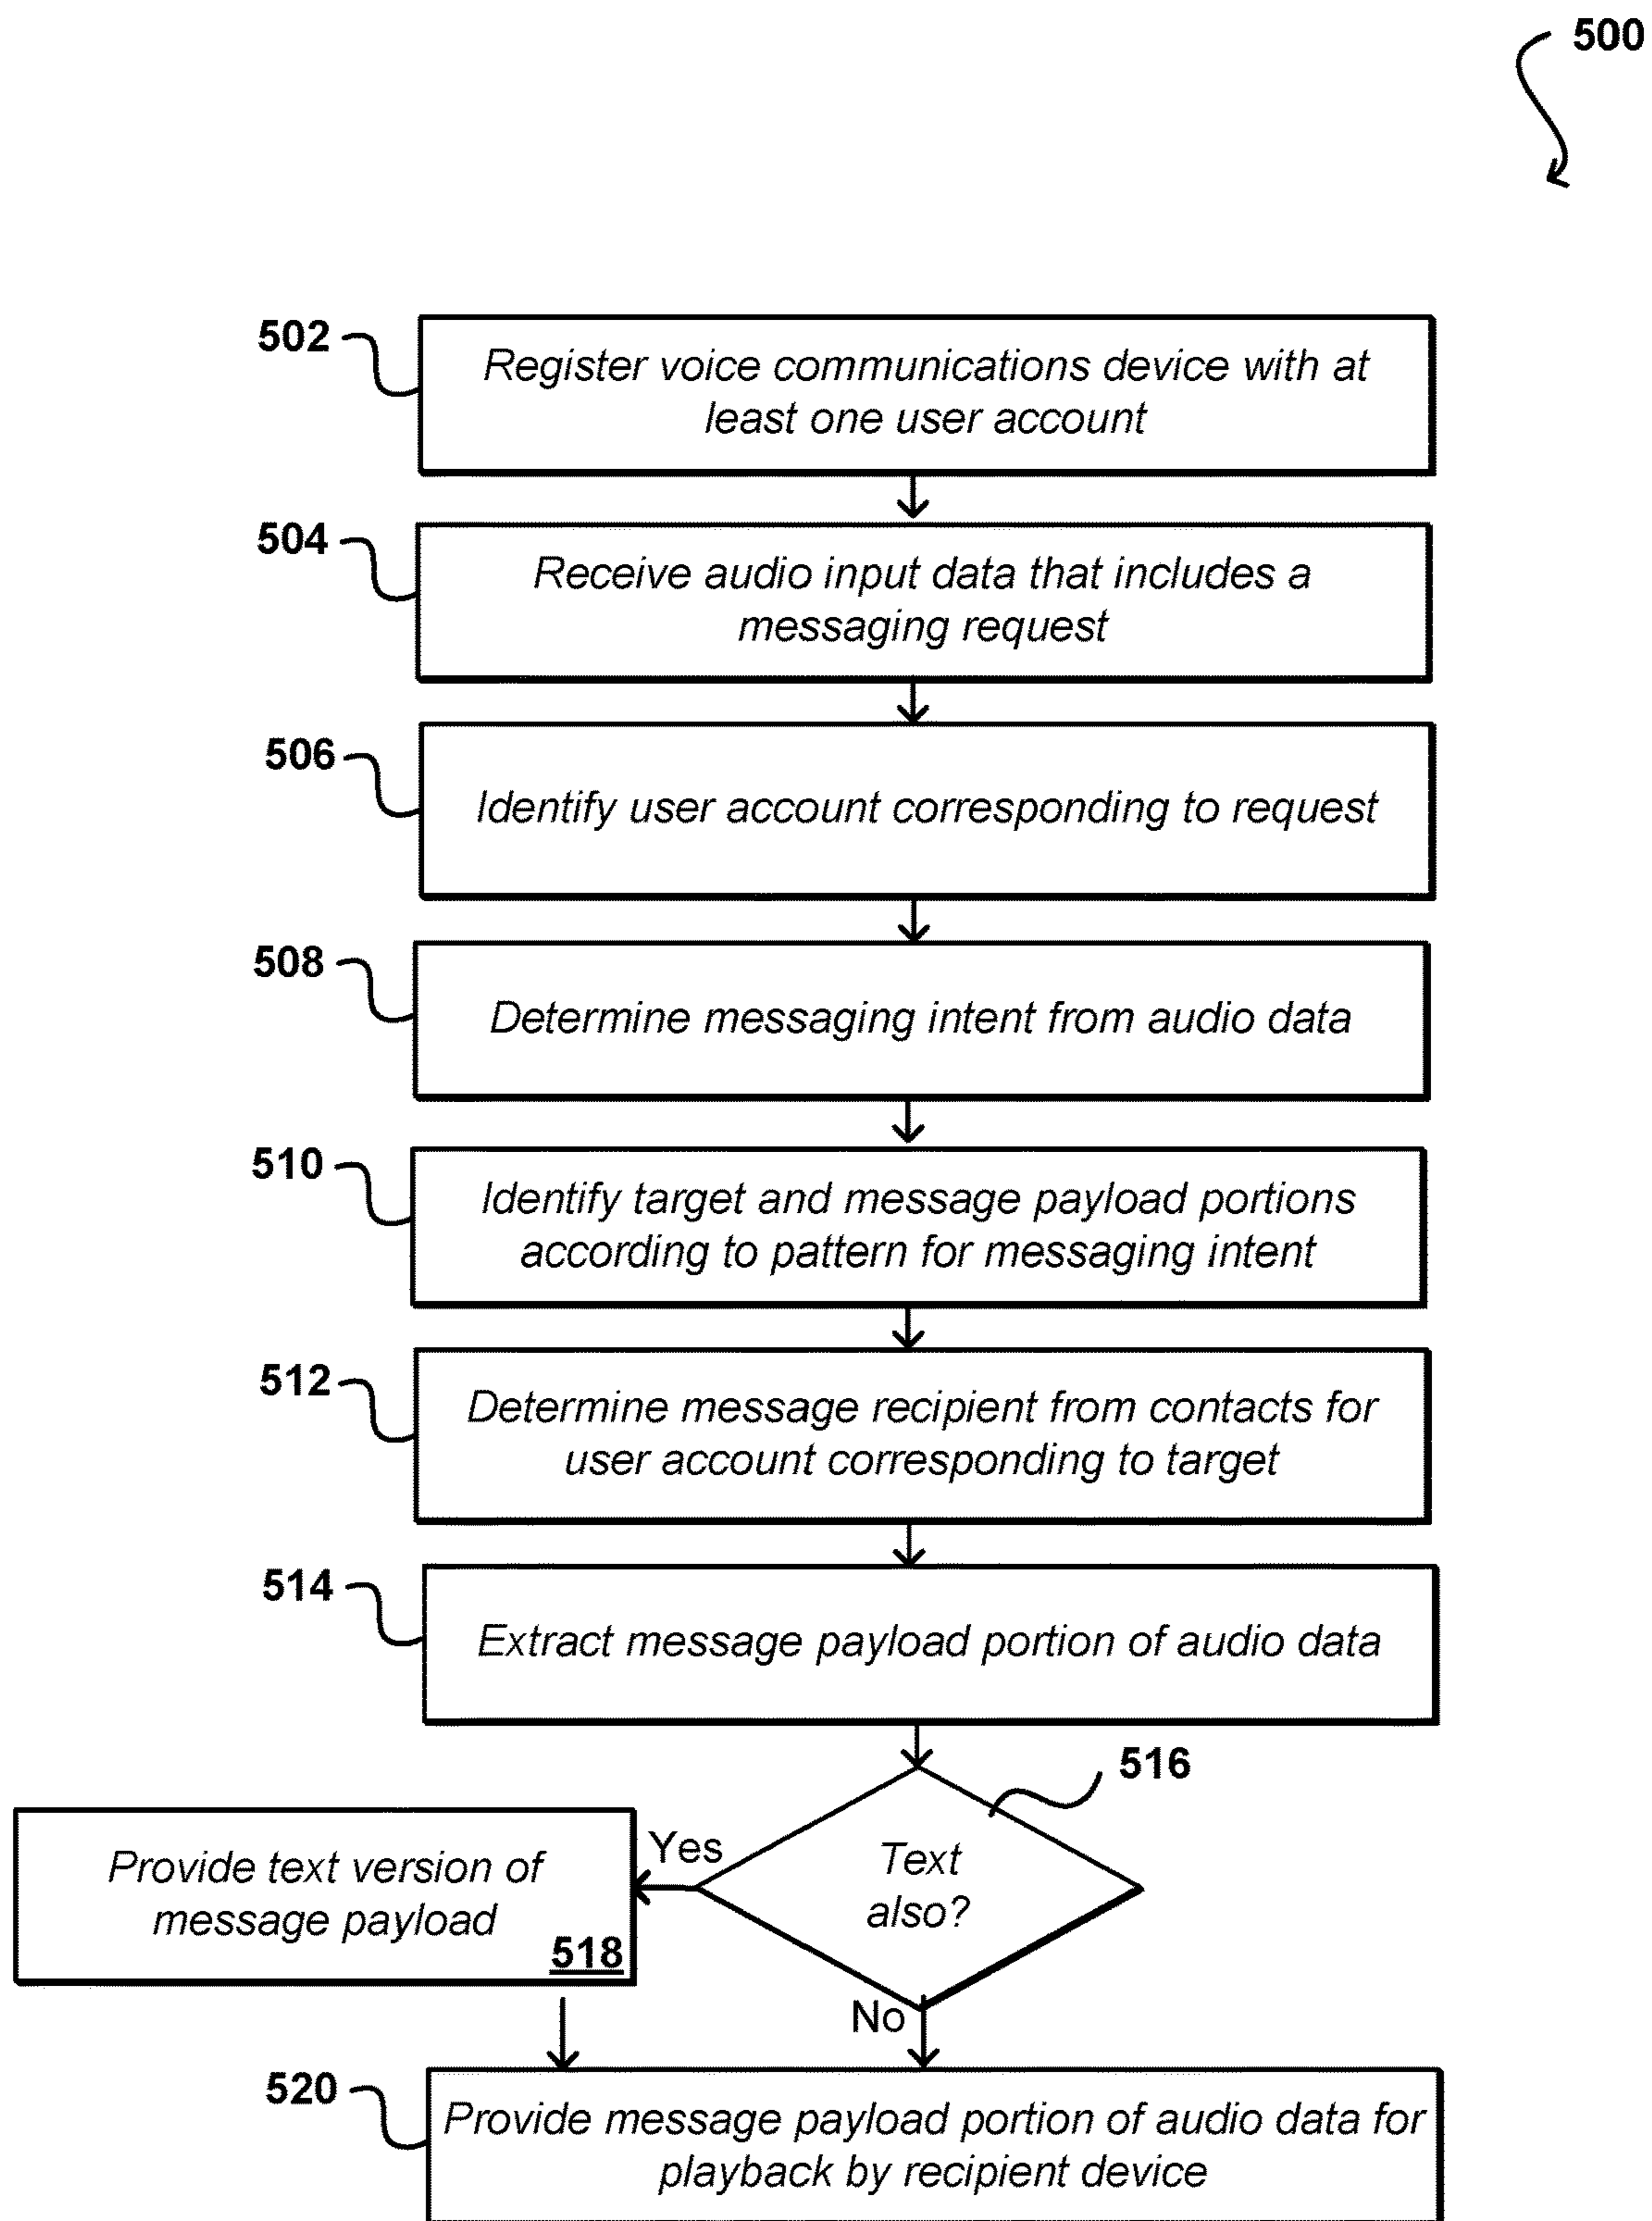 500
502
Register voice communications device with at
least one user account
504
Receive audio input data that includes a
messaging request
506
Identify user account corresponding to request
508
Determine messaging intent from audio data
510
Identify target and message payload portions
according to pattern for messaging intent
512
Determine message recipient from contacts for
user account corresponding to target
514
Extract message payload portion of audio data
516
Text
also?
Yes
Provide text version of
message payload
518
No
520
Provide message payload portion of audio data for
playback by recipient device